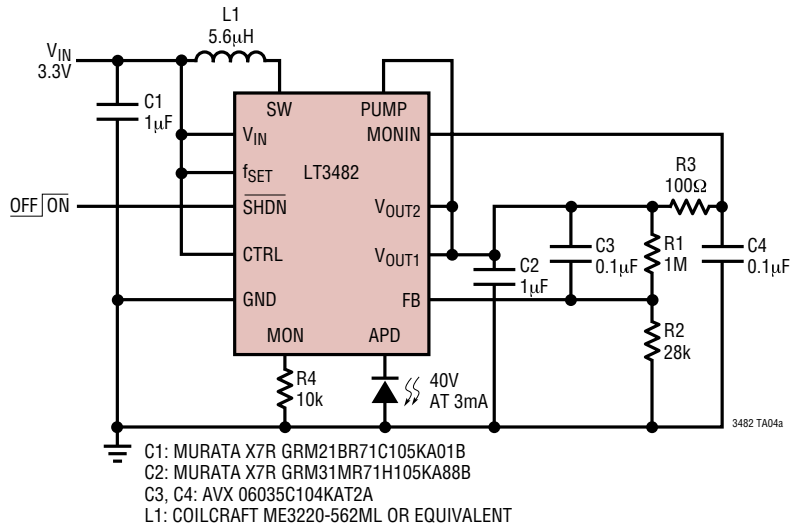 L1
5.6µH
VIN
3.3V
C1
1µF
SW
PUMP
VIN
MONIN
fSET
LT3482
R3
100Ω
OFF ON
SHDN
VOUT2
CTRL
VOUT1
C2
1µF
C3
0.1µF
R1
1M
C4
0.1µF
GND
FB
MON
APD
R2
28k
R4
10k
40V
AT 3mA
3482 TA04a
C1: MURATA X7R GRM21BR71C105KA01B
C2: MURATA X7R GRM31MR71H105KA88B
C3, C4: AVX 06035C104KAT2A
L1: COILCRAFT ME3220-562ML OR EQUIVALENT